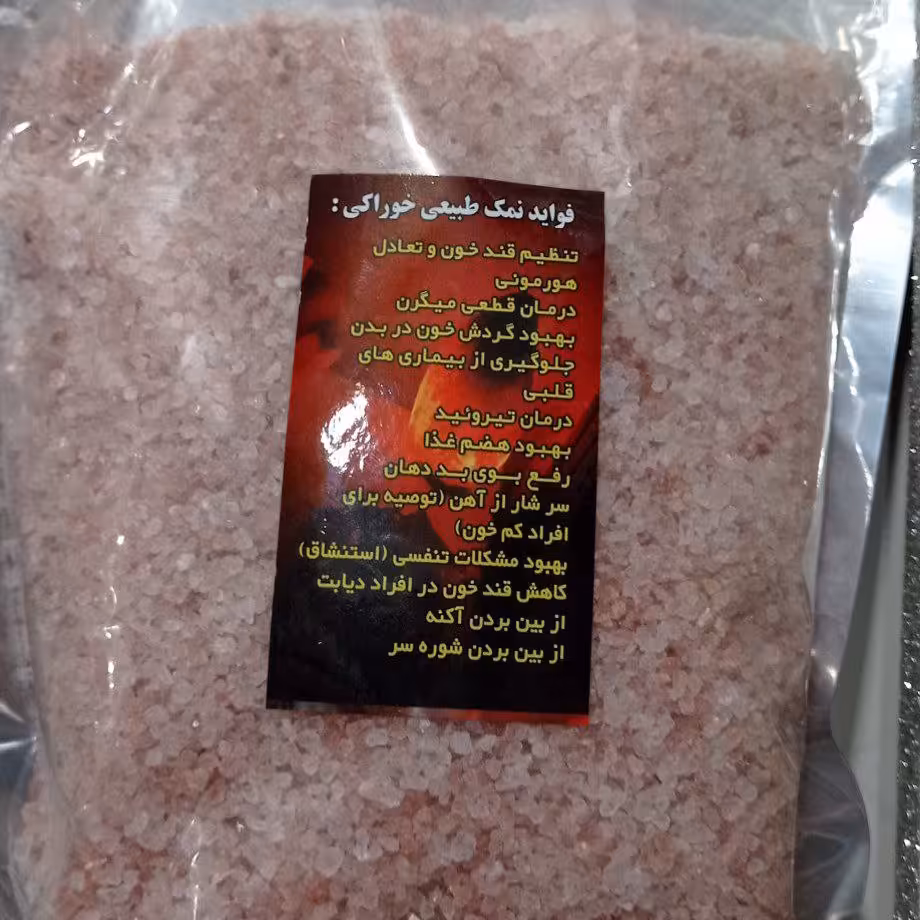 فواید نمک طبیعی خوراکی :
تنظیم قند خون و تعادل
هورمونی
درمان قطعی میگرن
بهبود گردش خون در بدن
جلوگیری از بیماری های
قلبی
درمان تیروئید
بهبود هضم غذا
رفع بوی بد دهان
سر شار از آهن (توصیه برای
افراد کم خون)
بهبود مشکلات تنفسی (استنشاق)
کاهش قند خون در افراد دیابت
از بین بردن آکنه
از بین بردن شوره سر